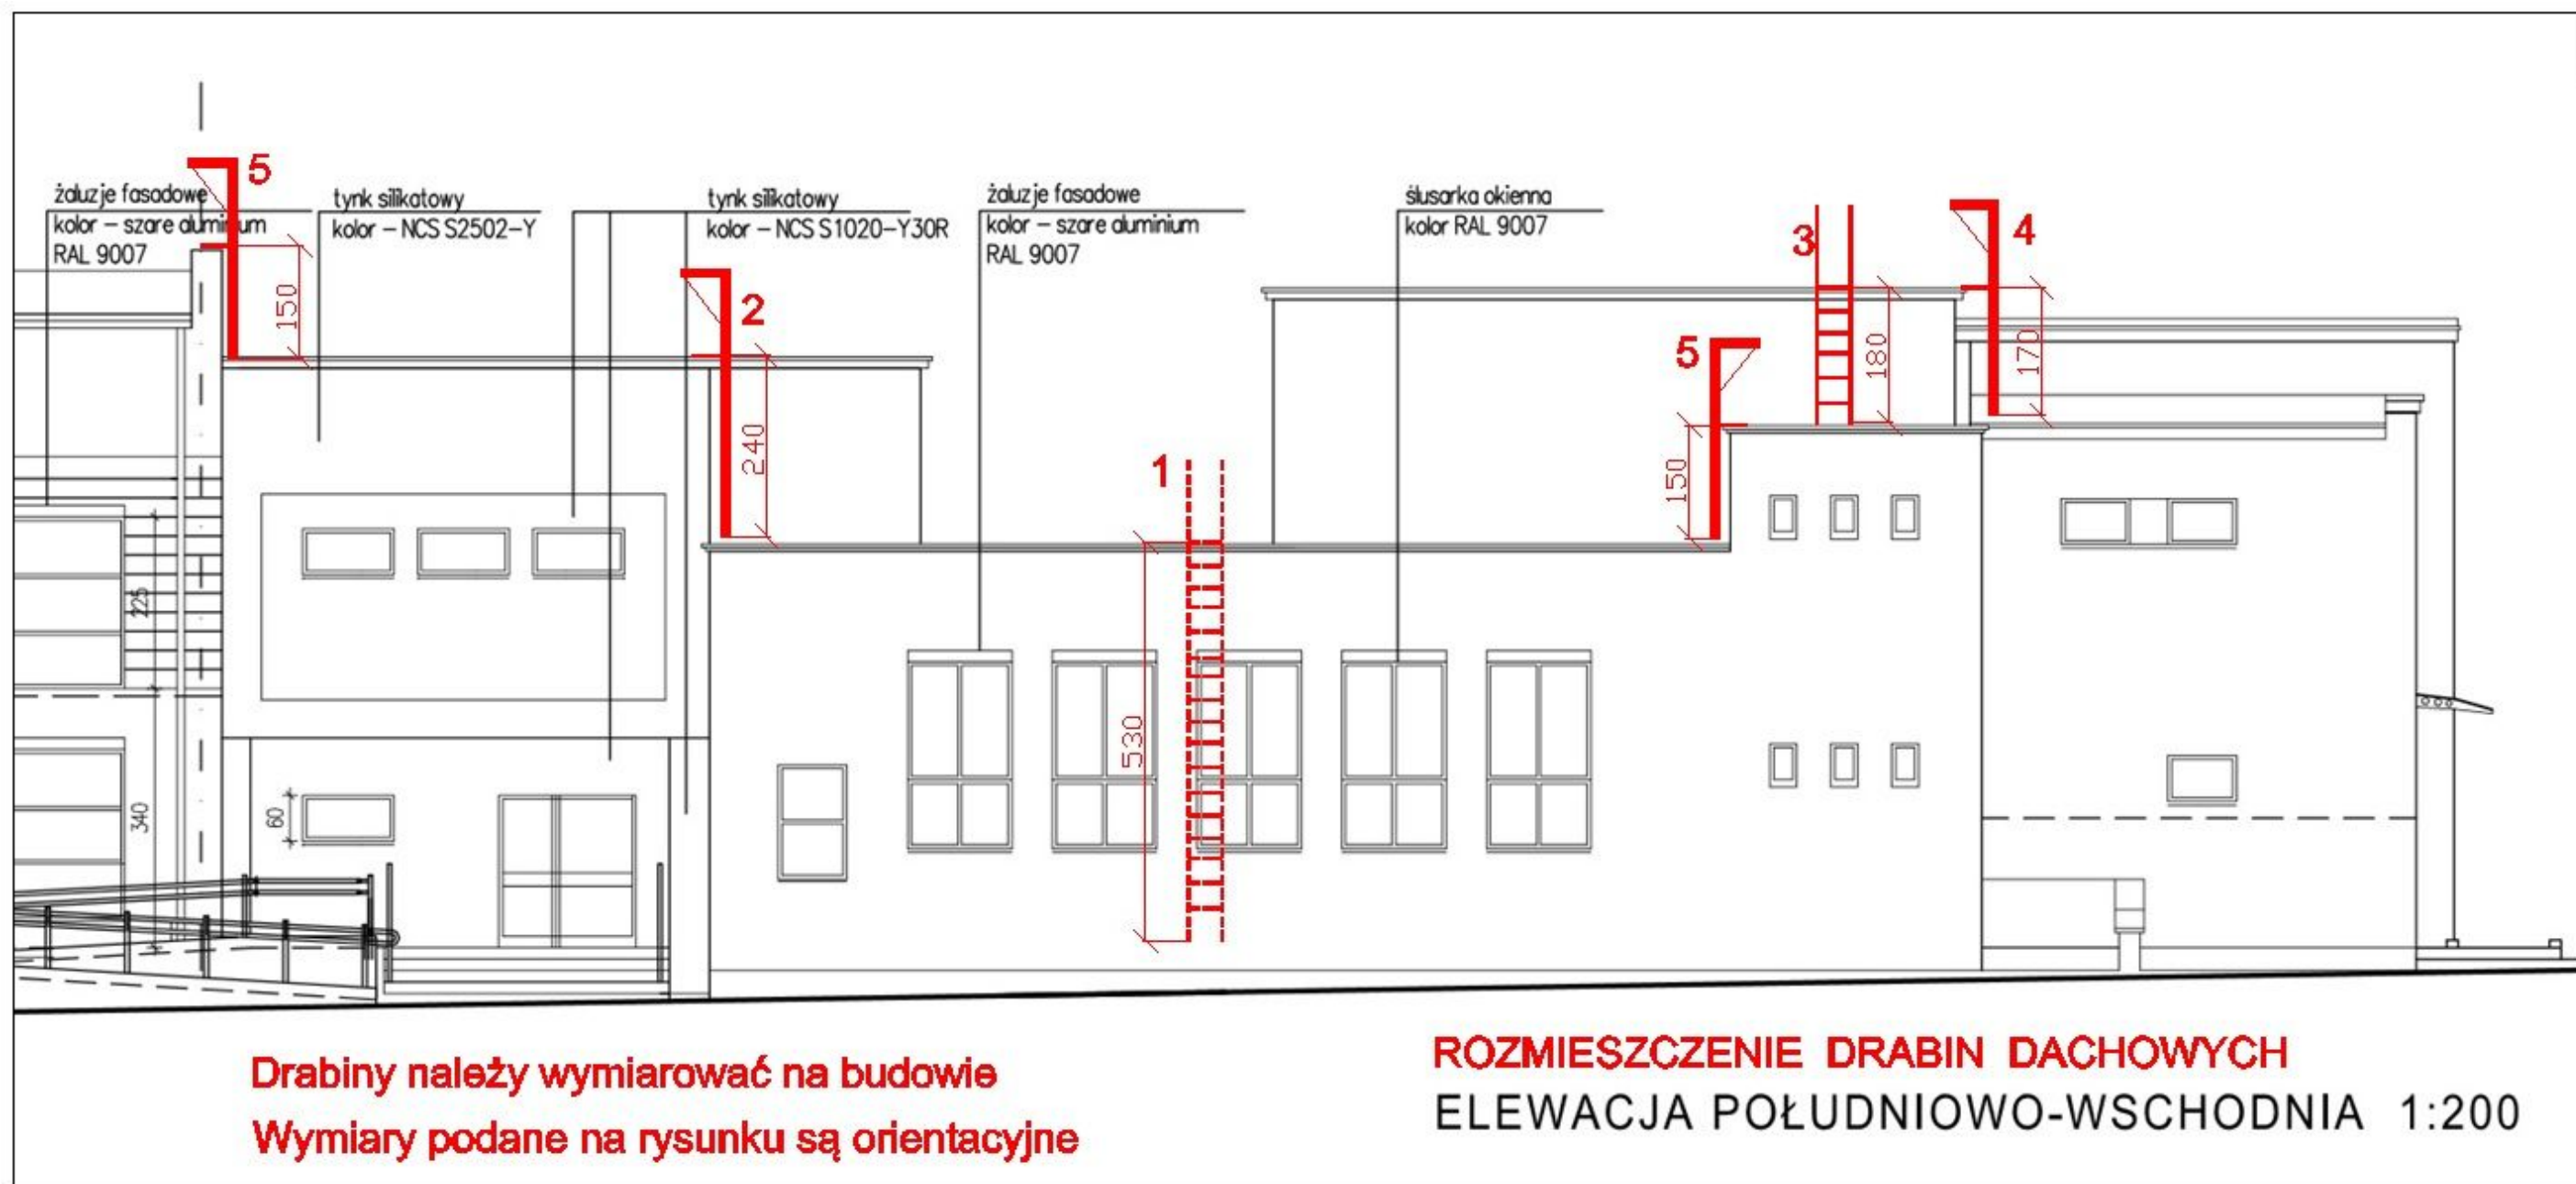 5
żaluzje fasadowe
kolor – szare aluminium
RAL 9007
tynk silikatowy
kolor – NCS S2502–Y
tynk silikatowy
kolor – NCS S1020–Y30R
żaluzje fasadowe
kolor – szare aluminium
RAL 9007
ślusarka okienna
kolor RAL 9007
3
4
150
2
5
180
170
240
1
150
225
530
340
60
Drabiny należy wymiarować na budowie
Wymiary podane na rysunku są orientacyjne
ROZMIESZCZENIE DRABIN DACHOWYCH
ELEWACJA POŁUDNIOWO-WSCHODNIA 1:200